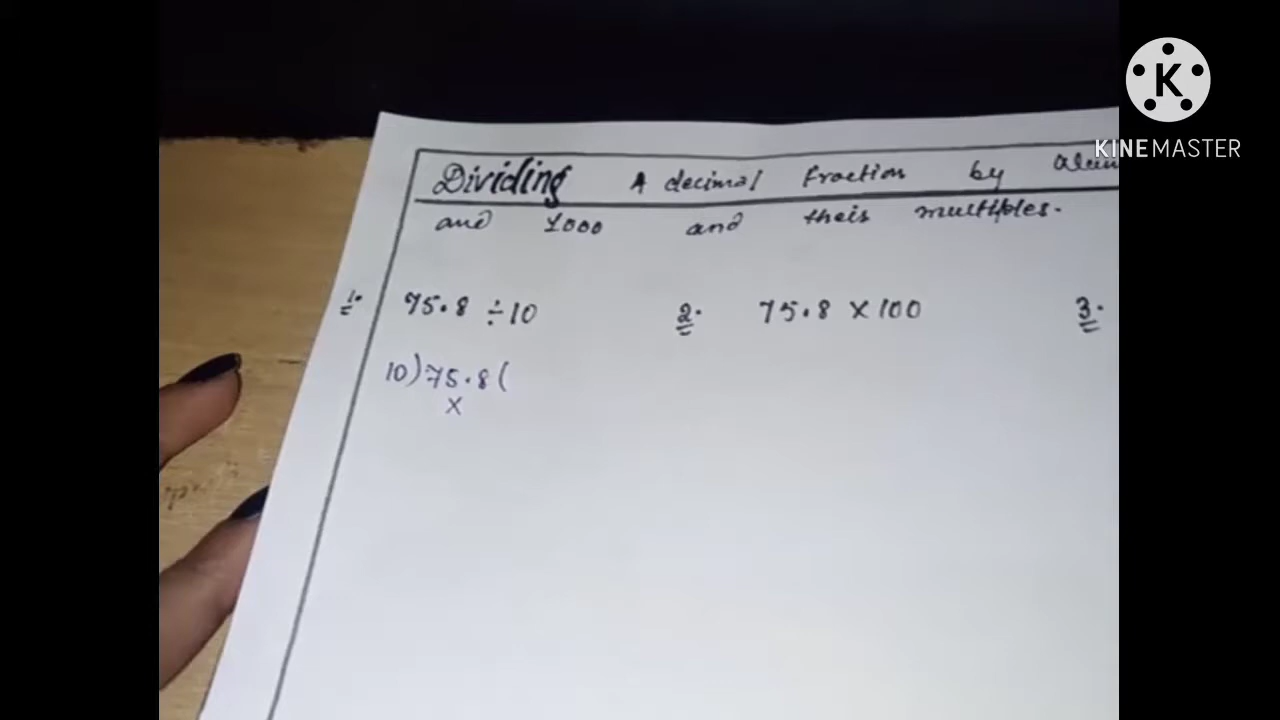 Dividing A decimal fraction by
and 1000 and theis multiples.
1. 75.8 ÷ 10 2. 75.8 × 100 3.
10)75.8(
×
K
KINEMASTER